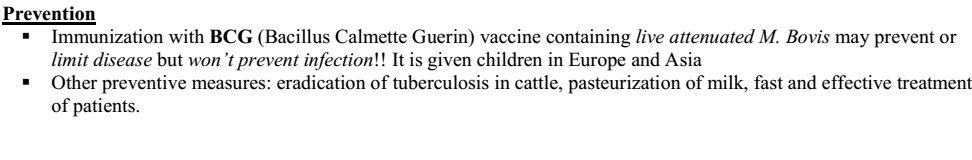 Prevention
▪ Immunization with BCG (Bacillus Calmette Guerin) vaccine containing live attenuated M. Bovis may prevent or
limit disease but won't prevent infection!! It is given children in Europe and Asia
▪ Other preventive measures: eradication of tuberculosis in cattle, pasteurization of milk, fast and effective treatment
of patients.